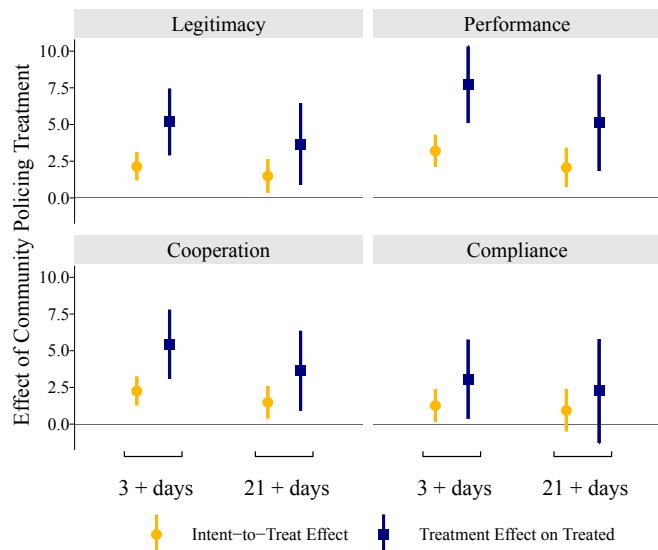 Legitimacy
Performance
Effect of Community Policing Treatment
10.0
7.5
5.0
2.5
0.0
Cooperation
Compliance
10.0
7.5
5.0
2.5
0.0
3 + days
21 + days
3 + days
21 + days
Intent−to−Treat Effect
Treatment Effect on Treated